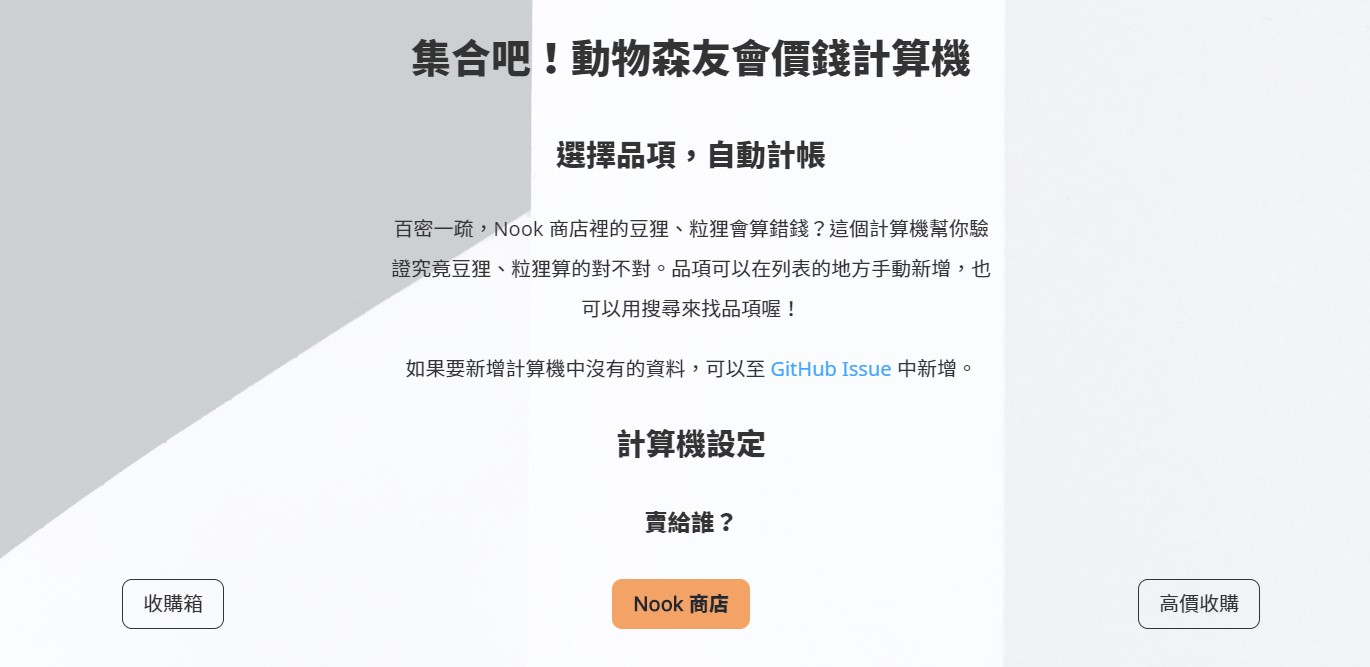 集合吧！動物森友會價錢計算機
選擇品項，自動計帳
百密一疏，Nook 商店裡的豆狸、粒狸會算錯錢？這個計算機幫你驗
證究竟豆狸、粒狸算的對不對。品項可以在列表的地方手動新增，也
可以用搜尋來找品項喔！
如果要新增計算機中沒有的資料，可以至 GitHub Issue 中新增。
計算機設定
賣給誰？
收購箱
Nook 商店
高價收購